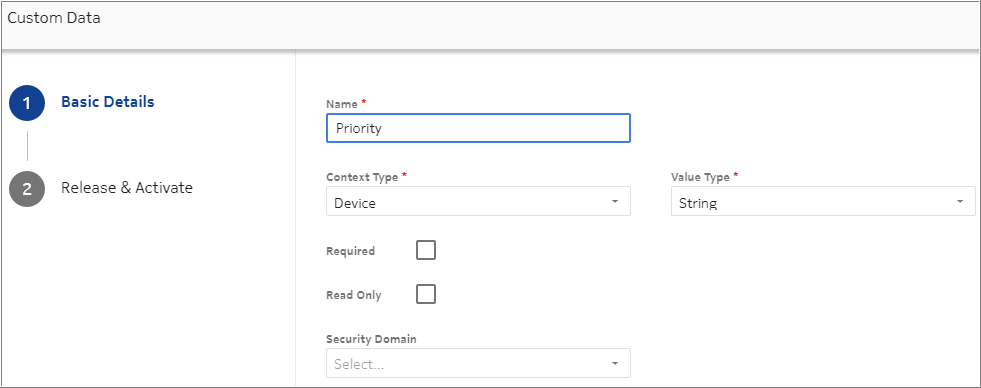 Custom Data
1 Basic Details
2 Release & Activate
Name *
Priority
Context Type * Value Type *
Device String
Required
Read Only
Security Domain
Select...